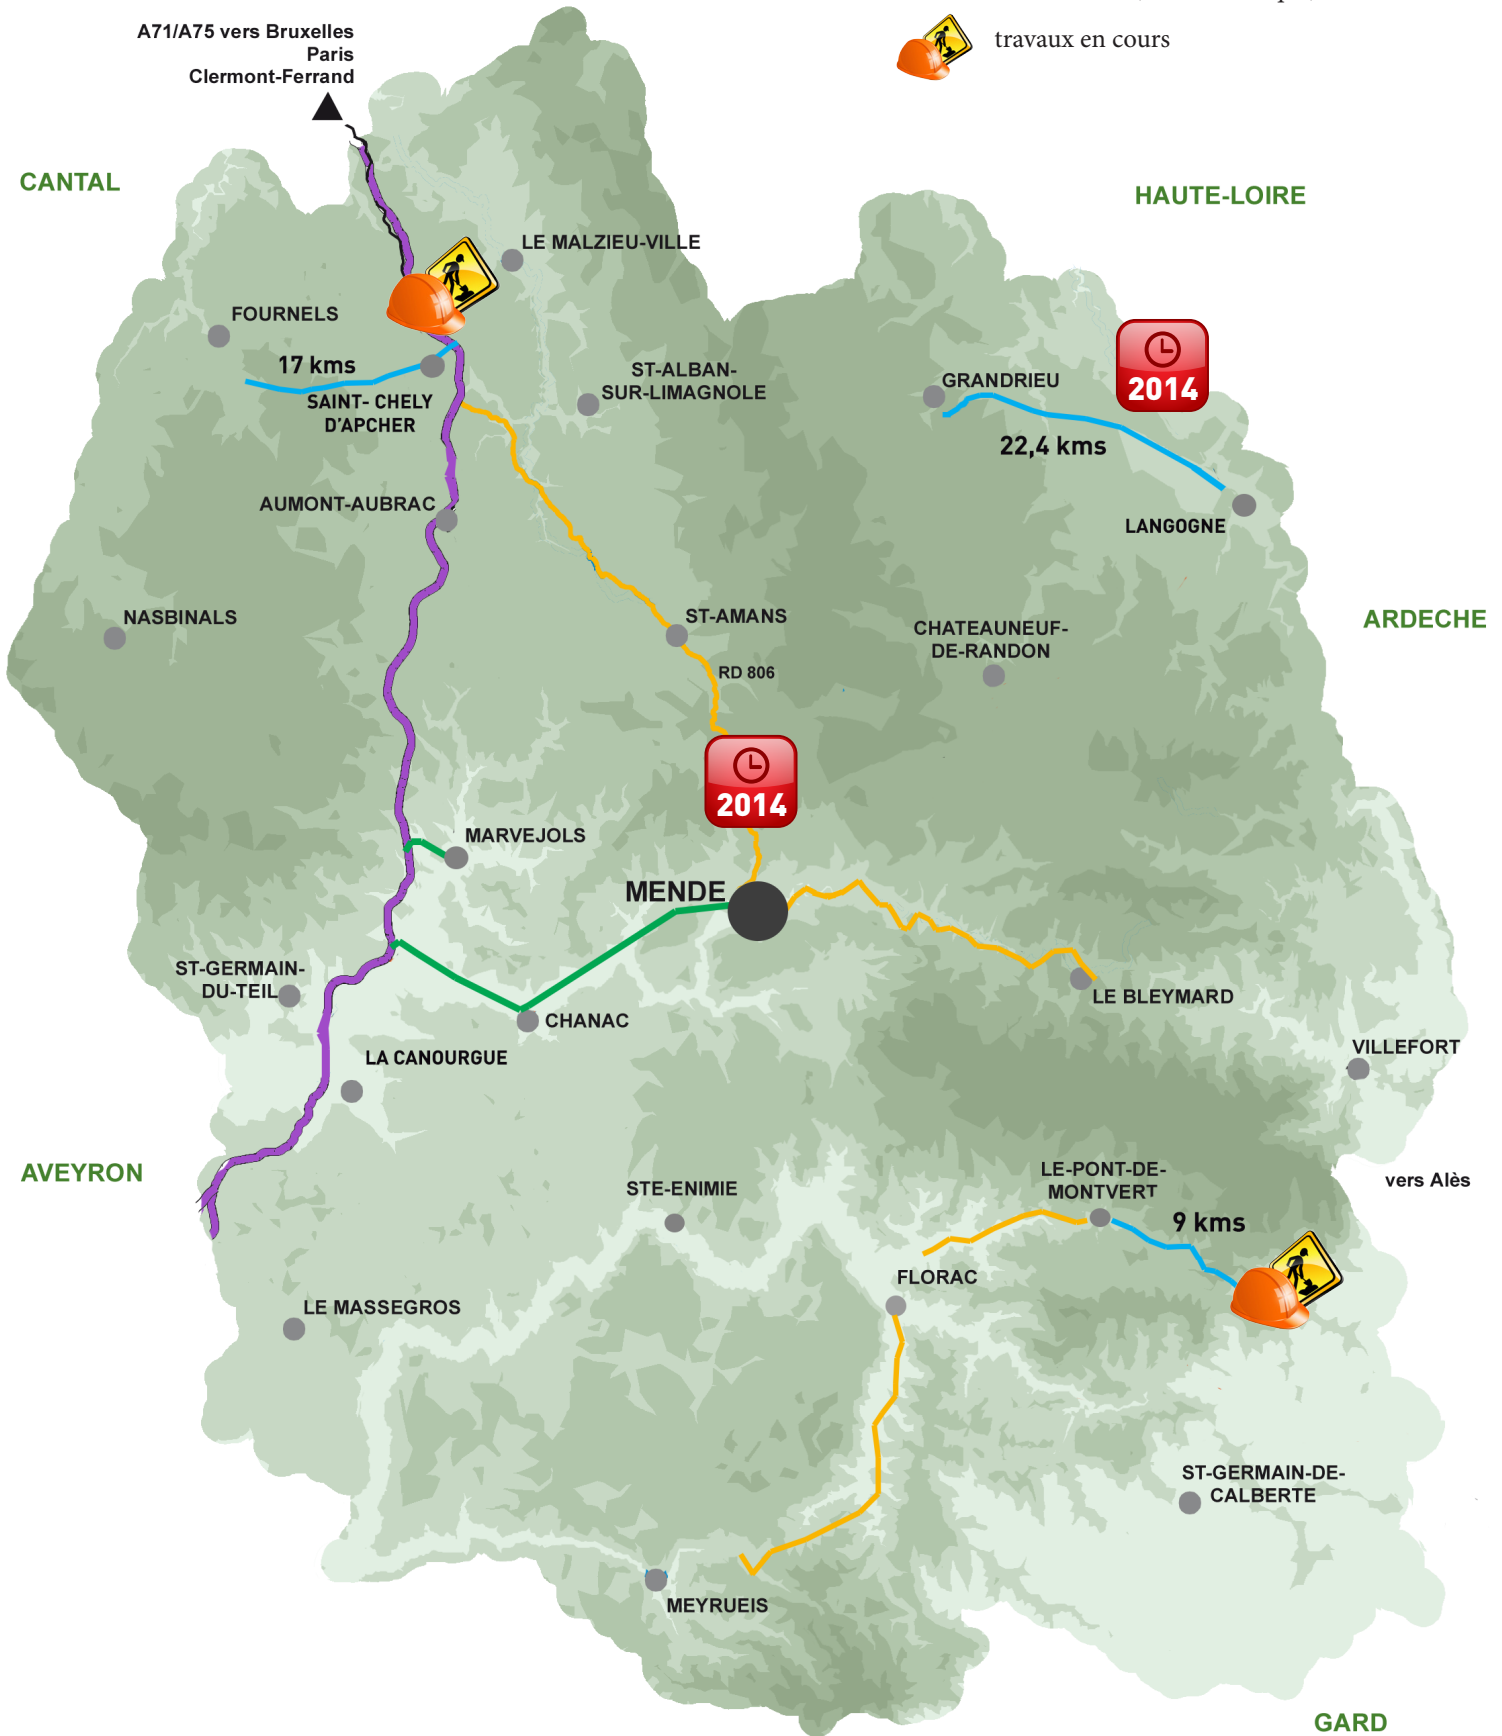 A71/A75 vers Bruxelles
Paris
Clermont-Ferrand
travaux en cours
CANTAL
HAUTE-LOIRE
LE MALZIEU-VILLE
FOURNELS
17 kms
SAINT- CHELY
D'APCHER
ST-ALBAN-
SUR-LIMAGNOLE
GRANDRIEU
2014
22,4 kms
LANGOGNE
AUMONT-AUBRAC
NASBINALS
ST-AMANS
RD 806
CHATEAUNEUF-
DE-RANDON
ARDECHE
2014
MARVEJOLS
MENDE
ST-GERMAIN-
DU-TEIL
CHANAC
LE BLEYMARD
LA CANOURGUE
VILLEFORT
AVEYRON
STE-ENIMIE
LE-PONT-DE-
MONTVERT
vers Alès
9 kms
FLORAC
LE MASSEGROS
ST-GERMAIN-DE-
CALBERTE
MEYRUEIS
GARD